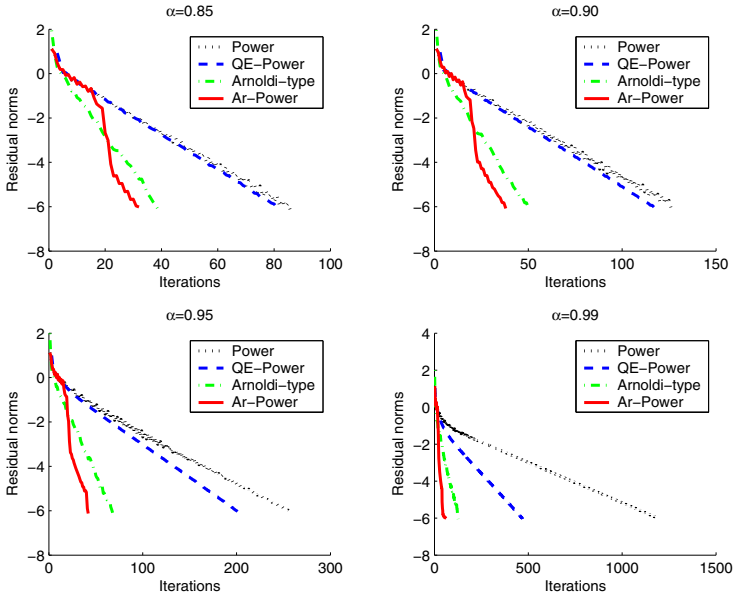 α=0.85
2
0
−2
−4
−6
−8
Residual norms
0
20
40
60
80
100
Iterations
Power
QE−Power
Arnoldi−type
Ar−Power
α=0.90
2
0
−2
−4
−6
−8
Residual norms
0
50
100
150
Iterations
Power
QE−Power
Arnoldi−type
Ar−Power
α=0.95
2
0
−2
−4
−6
−8
Residual norms
0
100
200
300
Iterations
Power
QE−Power
Arnoldi−type
Ar−Power
α=0.99
4
2
0
−2
−4
−6
−8
Residual norms
0
500
1000
1500
Iterations
Power
QE−Power
Arnoldi−type
Ar−Power